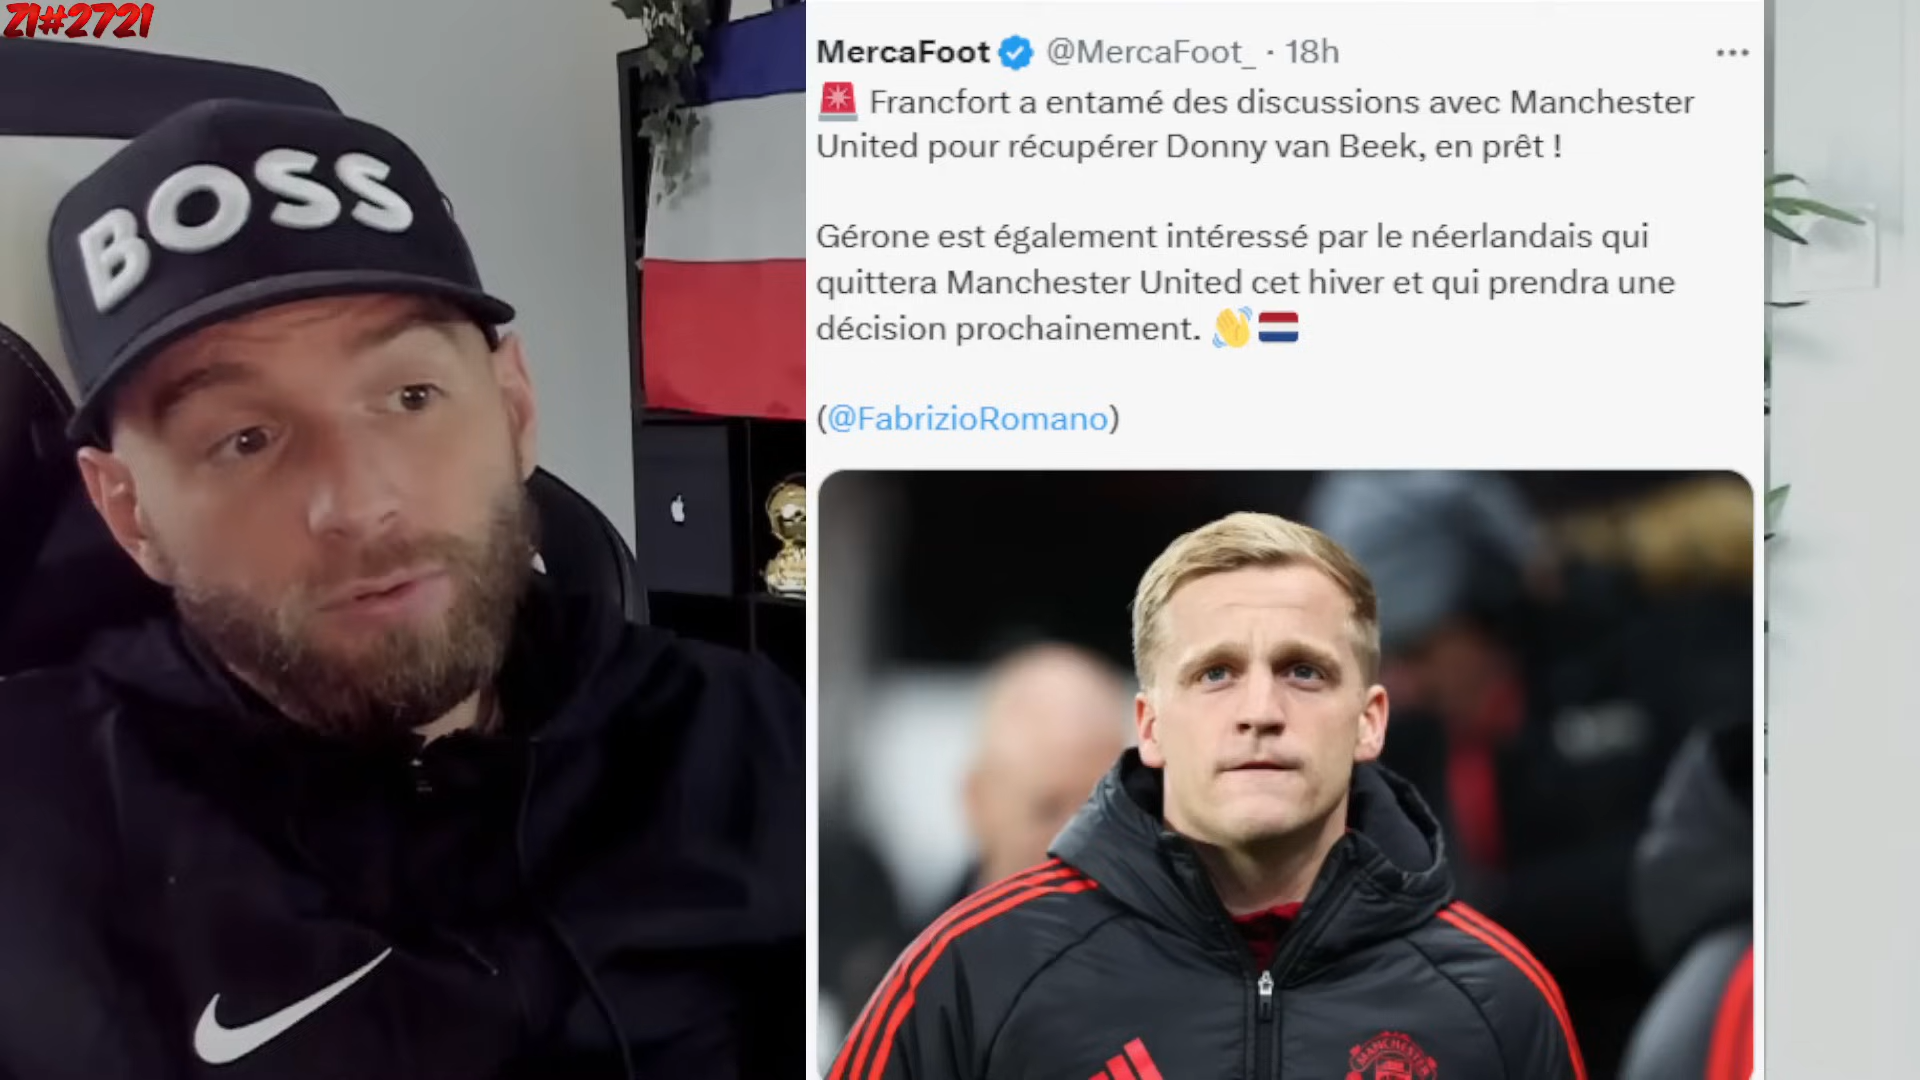 Z1#2721
BOSS
MercaFoot @MercaFoot_ · 18h
Francfort a entamé des discussions avec Manchester
United pour récupérer Donny van Beek, en prêt !
Gérone est également intéressé par le néerlandais qui
quittera Manchester United cet hiver et qui prendra une
décision prochainement.
(@FabrizioRomano)
MANCHESTER